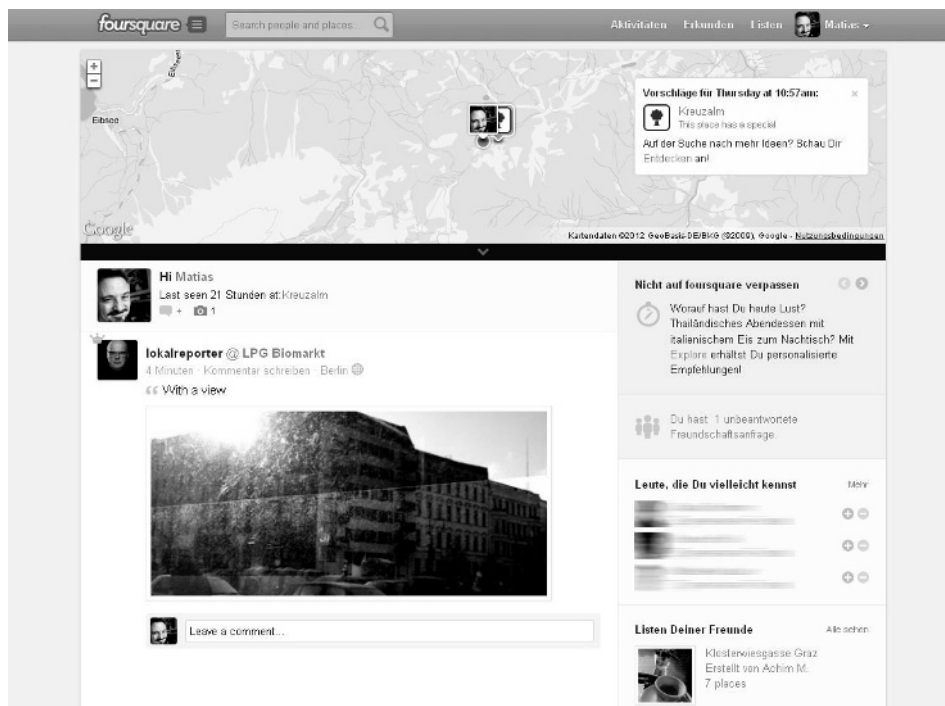 foursquare
Search people and places...
Aktivitäten Erkunden Listen Matias
+
−
Eibsee
Vorschläge für Thursday at 10:57am: ×
Kreuzalm
This place has a special
Auf der Suche nach mehr Ideen? Schau Dir
Entdecken an!
Google
Kartendaten ©2012 GeoBasis-DE/BKG (©2009), Google - Nutzungsbedingungen
Hi Matias
Last seen 21 Stunden at:Kreuzalm
+ 1
lokalreporter @ LPG Biomarkt
4 Minuten · Kommentar schreiben · Berlin
“ With a view
Leave a comment...
Nicht auf foursquare verpassen
Worauf hast Du heute Lust?
Thailändisches Abendessen mit
italienischem Eis zum Nachtisch? Mit
Explore erhältst Du personalisierte
Empfehlungen!
Du hast 1 unbeantwortete
Freundschaftsanfrage.
Leute, die Du vielleicht kennst Mehr
Listen Deiner Freunde Alle sehen
Klosterwiesgasse Graz
Erstellt von Achim M.
7 places